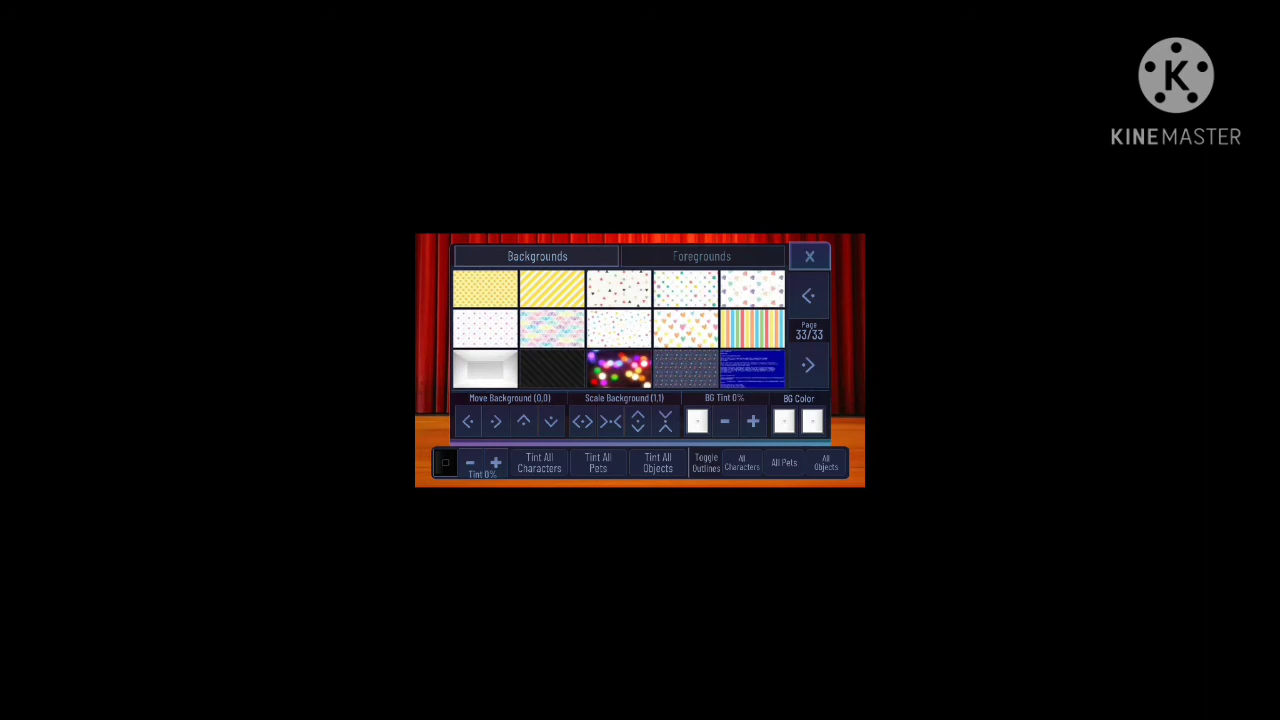 K
KINEMASTER
Backgrounds
Foregrounds
X
Page
33/33
Move Background (0,0)
Scale Background (1,1)
BG Tint 0%
BG Color
Tint 0%
Tint All
Characters
Tint All
Pets
Tint All
Objects
Toggle
Outlines
All
Characters
All Pets
All
Objects